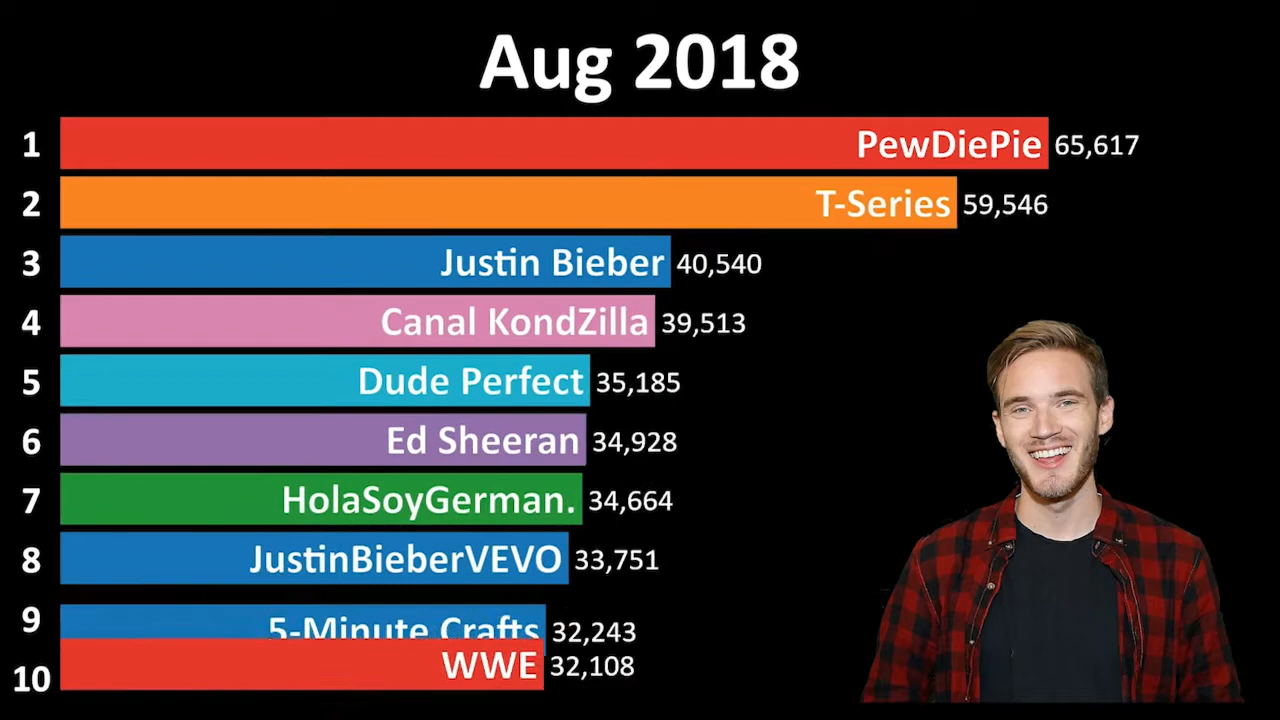 Aug 2018
1 PewDiePie 65,617
2 T-Series 59,546
3 Justin Bieber 40,540
4 Canal KondZilla 39,513
5 Dude Perfect 35,185
6 Ed Sheeran 34,928
7 HolaSoyGerman. 34,664
8 JustinBieberVEVO 33,751
9 5-Minute Crafts 32,243
10 WWE 32,108